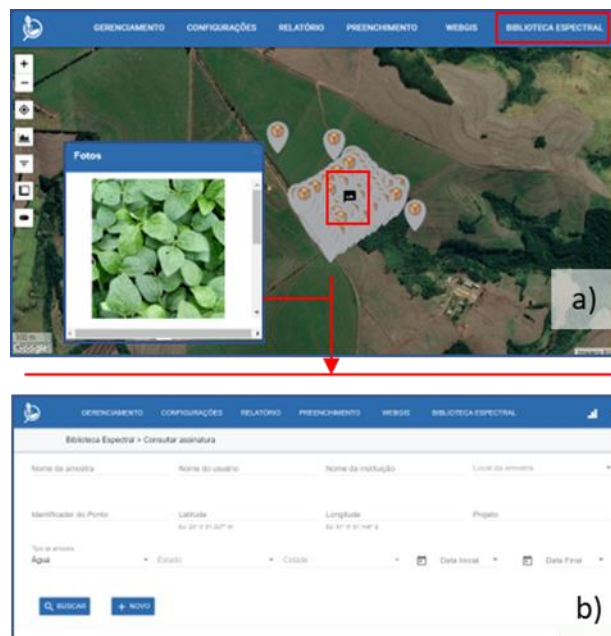 GERENCIAMENTO CONFIGURAÇÕES RELATÓRIO PREENCHIMENTO WEBGIS BIBLIOTECA ESPECTRAL
Fotos
a)
Google
GERENCIAMENTO CONFIGURAÇÕES RELATÓRIO PREENCHIMENTO WEBGIS BIBLIOTECA ESPECTRAL
Biblioteca Espectral > Consultar assinatura
Nome da amostra Nome do usuário Nome da instituição Local da amostra
Identificador do Ponto Latitude Longitude Projeto
Tipo de amostra
Água Estado Cidade Data Inicial Data Final
BUSCAR + NOVO
b)